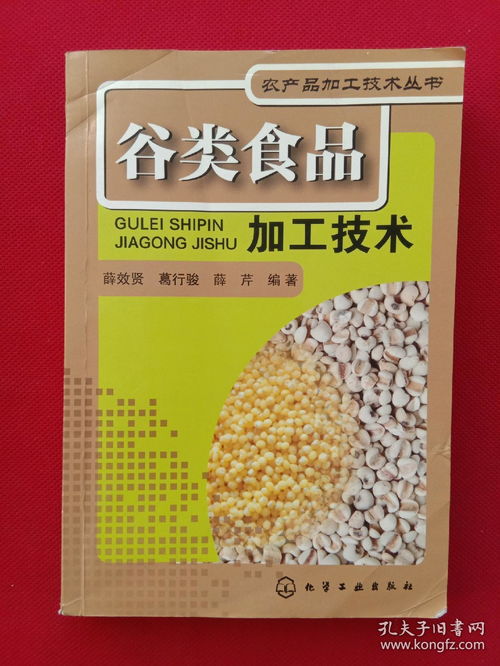 农产品加工技术丛书
谷类食品
GULEI SHIPIN
JIAGONG JISHU
加工技术
薛效贤 葛行骏 薛 芹 编著
化学工业出版社
孔夫子旧书网
www.kongfz.com